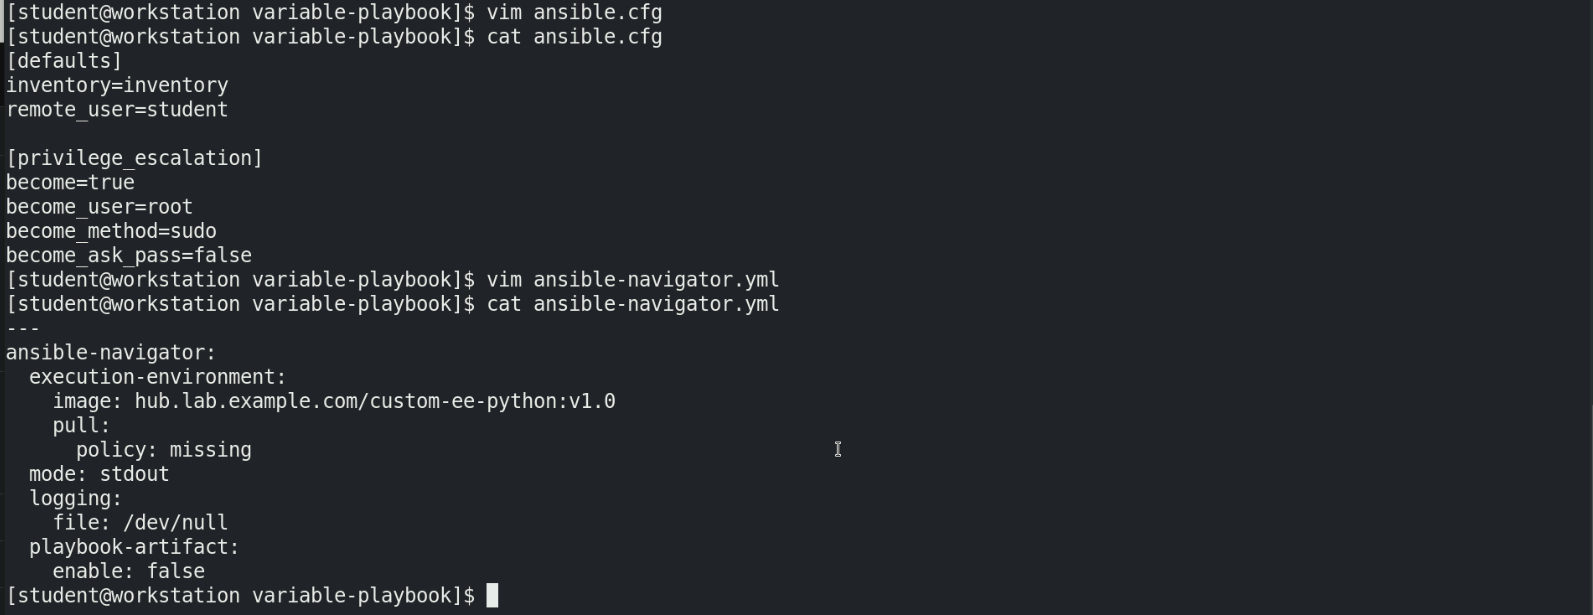 [student@workstation variable-playbook]$ vim ansible.cfg
[student@workstation variable-playbook]$ cat ansible.cfg
[defaults]
inventory=inventory
remote_user=student

[privilege_escalation]
become=true
become_user=root
become_method=sudo
become_ask_pass=false
[student@workstation variable-playbook]$ vim ansible-navigator.yml
[student@workstation variable-playbook]$ cat ansible-navigator.yml
---
ansible-navigator:
  execution-environment:
    image: hub.lab.example.com/custom-ee-python:v1.0
    pull:
      policy: missing
  mode: stdout
  logging:
    file: /dev/null
  playbook-artifact:
    enable: false
[student@workstation variable-playbook]$